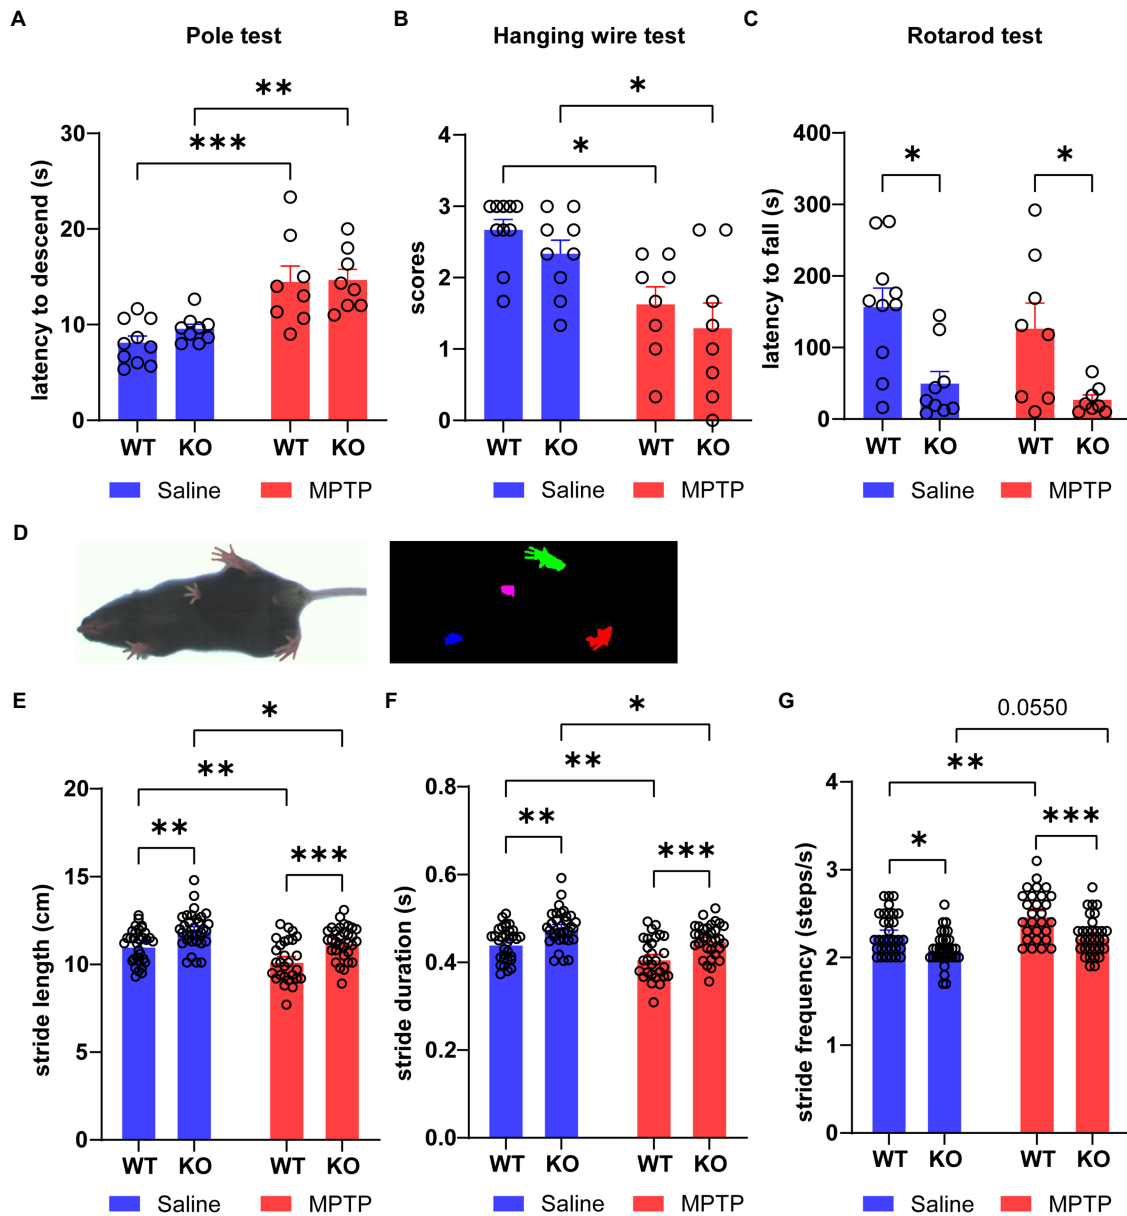 A
Pole test
B
Hanging wire test
C
Rotarod test
latency to descend (s)
30
20
10
0
**
***
WT
KO
WT
KO
Saline
MPTP
scores
4
3
2
1
0
*
*
WT
KO
WT
KO
Saline
MPTP
latency to fall (s)
400
300
200
100
0
*
*
WT
KO
WT
KO
Saline
MPTP
D
E
stride length (cm)
20
15
10
5
0
*
**
**
***
WT
KO
WT
KO
Saline
MPTP
F
stride duration (s)
0.8
0.6
0.4
0.2
0.0
*
**
**
***
WT
KO
WT
KO
Saline
MPTP
G
stride frequency (steps/s)
4
3
2
1
0
0.0550
**
*
***
WT
KO
WT
KO
Saline
MPTP